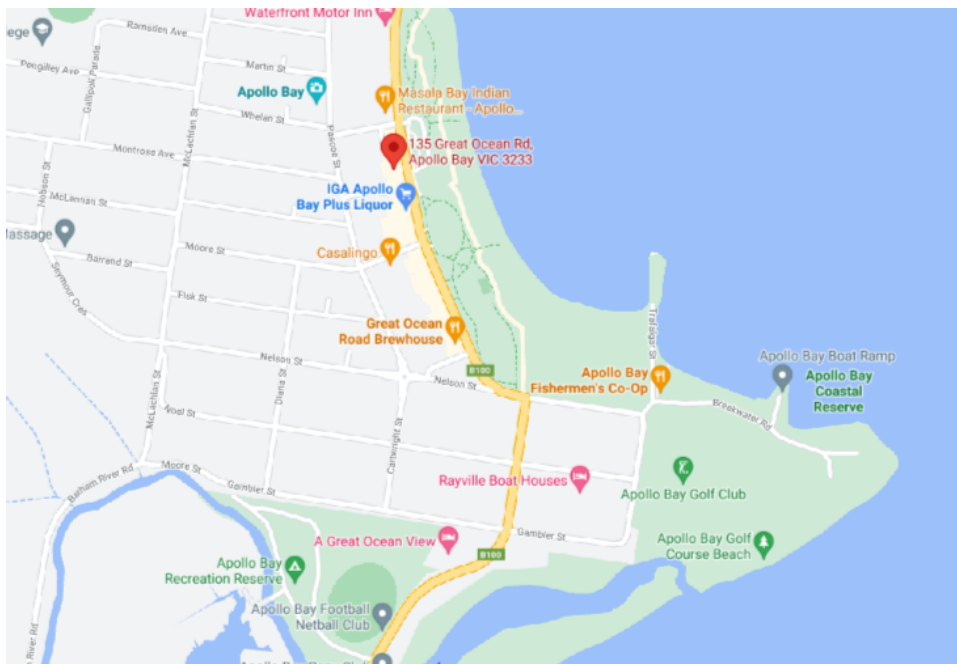 Waterfront Motor Inn
Ramsden Ave
ege
Pengilley Ave
Gallipoli Parade
Martin St
Apollo Bay
Masala Bay Indian
Restaurant - Apollo...
Whelan St
Pascoe St
McLachlan St
135 Great Ocean Rd,
Apollo Bay VIC 3233
Montrose Ave
Hobson St
IGA Apollo
Bay Plus Liquor
McLennan St
Massage
Moore St
Casalingo
Barrand St
Seymour Cres
Fisk St
Great Ocean
Road Brewhouse
Trafalgar St
Nelson St
B100
Apollo Bay Boat Ramp
Apollo Bay
Fishermen's Co-Op
Apollo Bay
Coastal
Reserve
Nelson St
Diana St
McLachlan St
Noel St
Breakwater Rd
Cartwright St
Barham River Rd
Moore St
Gambier St
Rayville Boat Houses
Apollo Bay Golf Club
A Great Ocean View
Gambier St
Apollo Bay Golf
Course Beach
B100
Apollo Bay
Recreation Reserve
Apollo Bay Football
Netball Club
River Rd